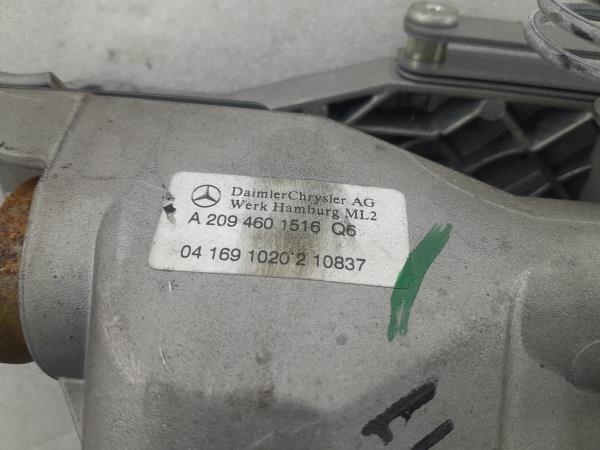 DaimlerChrysler AG
Werk Hamburg ML2
A 209 460 1516 Q6
04 169 1020 2 10837